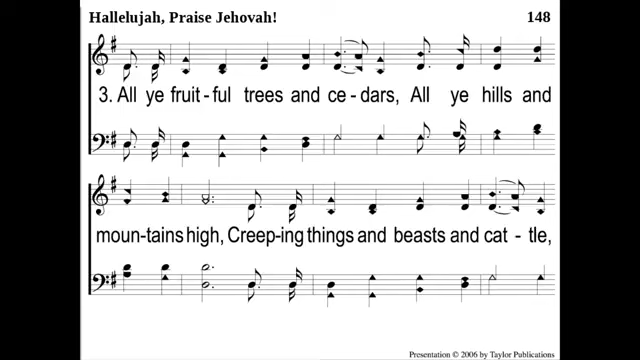 Hallelujah, Praise Jehovah! 148
3. All ye fruit - ful trees and ce - dars, All ye hills and
moun-tains high, Creep-ing things and beasts and cat - tle,
Presentation © 2006 by Taylor Publications